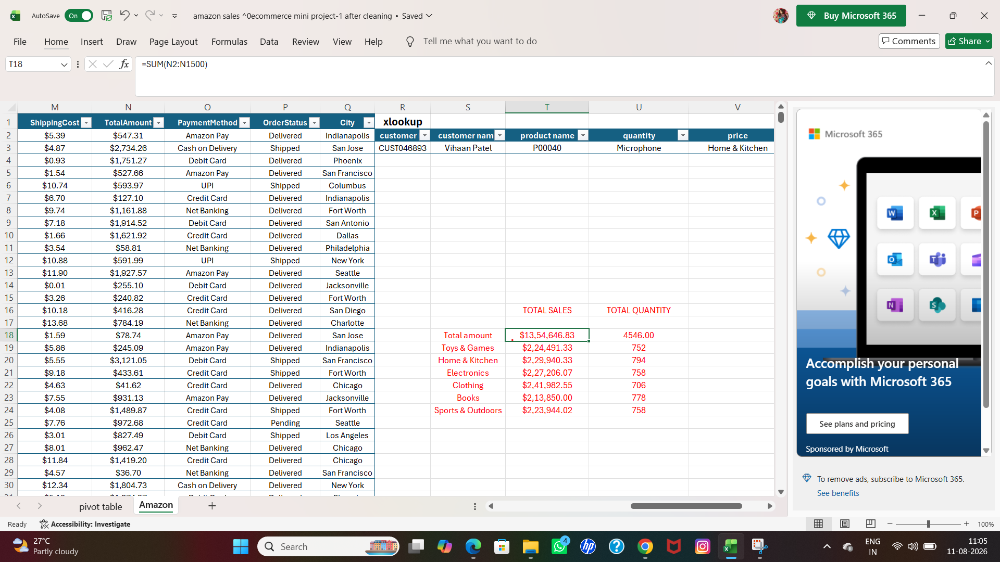 AutoSave On amazon sales ^0ecommerce mini project-1 after cleaning • Saved Buy Microsoft 365
File Home Insert Draw Page Layout Formulas Data Review View Help Tell me what you want to do Comments Share
T18 fx =SUM(N2:N1500)
M N O P Q R S T U V
1 ShippingCost TotalAmount PaymentMethod OrderStatus City xlookup
2 $5.39 $547.31 Amazon Pay Delivered Indianapolis customer i customer nam product name quantity price
3 $4.87 $2,734.26 Cash on Delivery Shipped San Jose CUST046893 Vihaan Patel P00040 Microphone Home & Kitchen
4 $0.93 $1,751.27 Debit Card Delivered Phoenix
5 $1.54 $527.66 Amazon Pay Delivered San Francisco
6 $10.74 $593.97 UPI Shipped Columbus
7 $6.70 $127.10 Credit Card Delivered Indianapolis
8 $9.74 $1,161.88 Net Banking Delivered Fort Worth
9 $7.18 $1,914.52 Debit Card Delivered San Antonio
10 $1.66 $1,621.92 Credit Card Delivered Dallas
11 $3.54 $58.81 Net Banking Delivered Philadelphia
12 $10.88 $591.99 UPI Shipped New York
13 $11.90 $1,927.57 Amazon Pay Delivered Seattle
14 $0.01 $255.10 Debit Card Delivered Jacksonville
15 $3.26 $240.82 Credit Card Delivered Fort Worth
16 $10.18 $416.28 Credit Card Delivered San Diego TOTAL SALES TOTAL QUANTITY
17 $13.68 $784.19 Net Banking Delivered Charlotte
18 $1.59 $78.74 Amazon Pay Delivered San Jose Total amount $13,54,646.83 4546.00
19 $5.86 $245.09 Amazon Pay Delivered Indianapolis Toys & Games $2,24,491.33 752
20 $5.55 $3,121.05 Debit Card Shipped San Francisco Home & Kitchen $2,29,940.33 794
21 $9.18 $433.61 Credit Card Shipped Fort Worth Electronics $2,27,206.07 758
22 $4.63 $41.62 Credit Card Delivered Chicago Clothing $2,41,982.55 706
23 $7.55 $931.13 Amazon Pay Delivered Jacksonville Books $2,13,850.00 778
24 $4.08 $1,489.87 Credit Card Shipped Fort Worth Sports & Outdoors $2,23,944.02 758
25 $7.76 $972.68 Credit Card Pending Seattle
26 $3.01 $827.49 Debit Card Shipped Los Angeles
27 $8.01 $962.47 Net Banking Delivered Chicago
28 $11.84 $1,419.20 Credit Card Delivered Chicago
29 $4.57 $36.70 Net Banking Delivered San Francisco
30 $12.34 $1,804.73 Cash on Delivery Delivered New York
Microsoft 365
Accomplish your personal
goals with Microsoft 365
See plans and pricing
Sponsored by Microsoft
To remove ads, subscribe to Microsoft 365.
See benefits
pivot table Amazon
Ready Accessibility: Investigate 100%
27°C
Partly cloudy
Search
4
hp
ENG
IN
11:05
11-08-2026